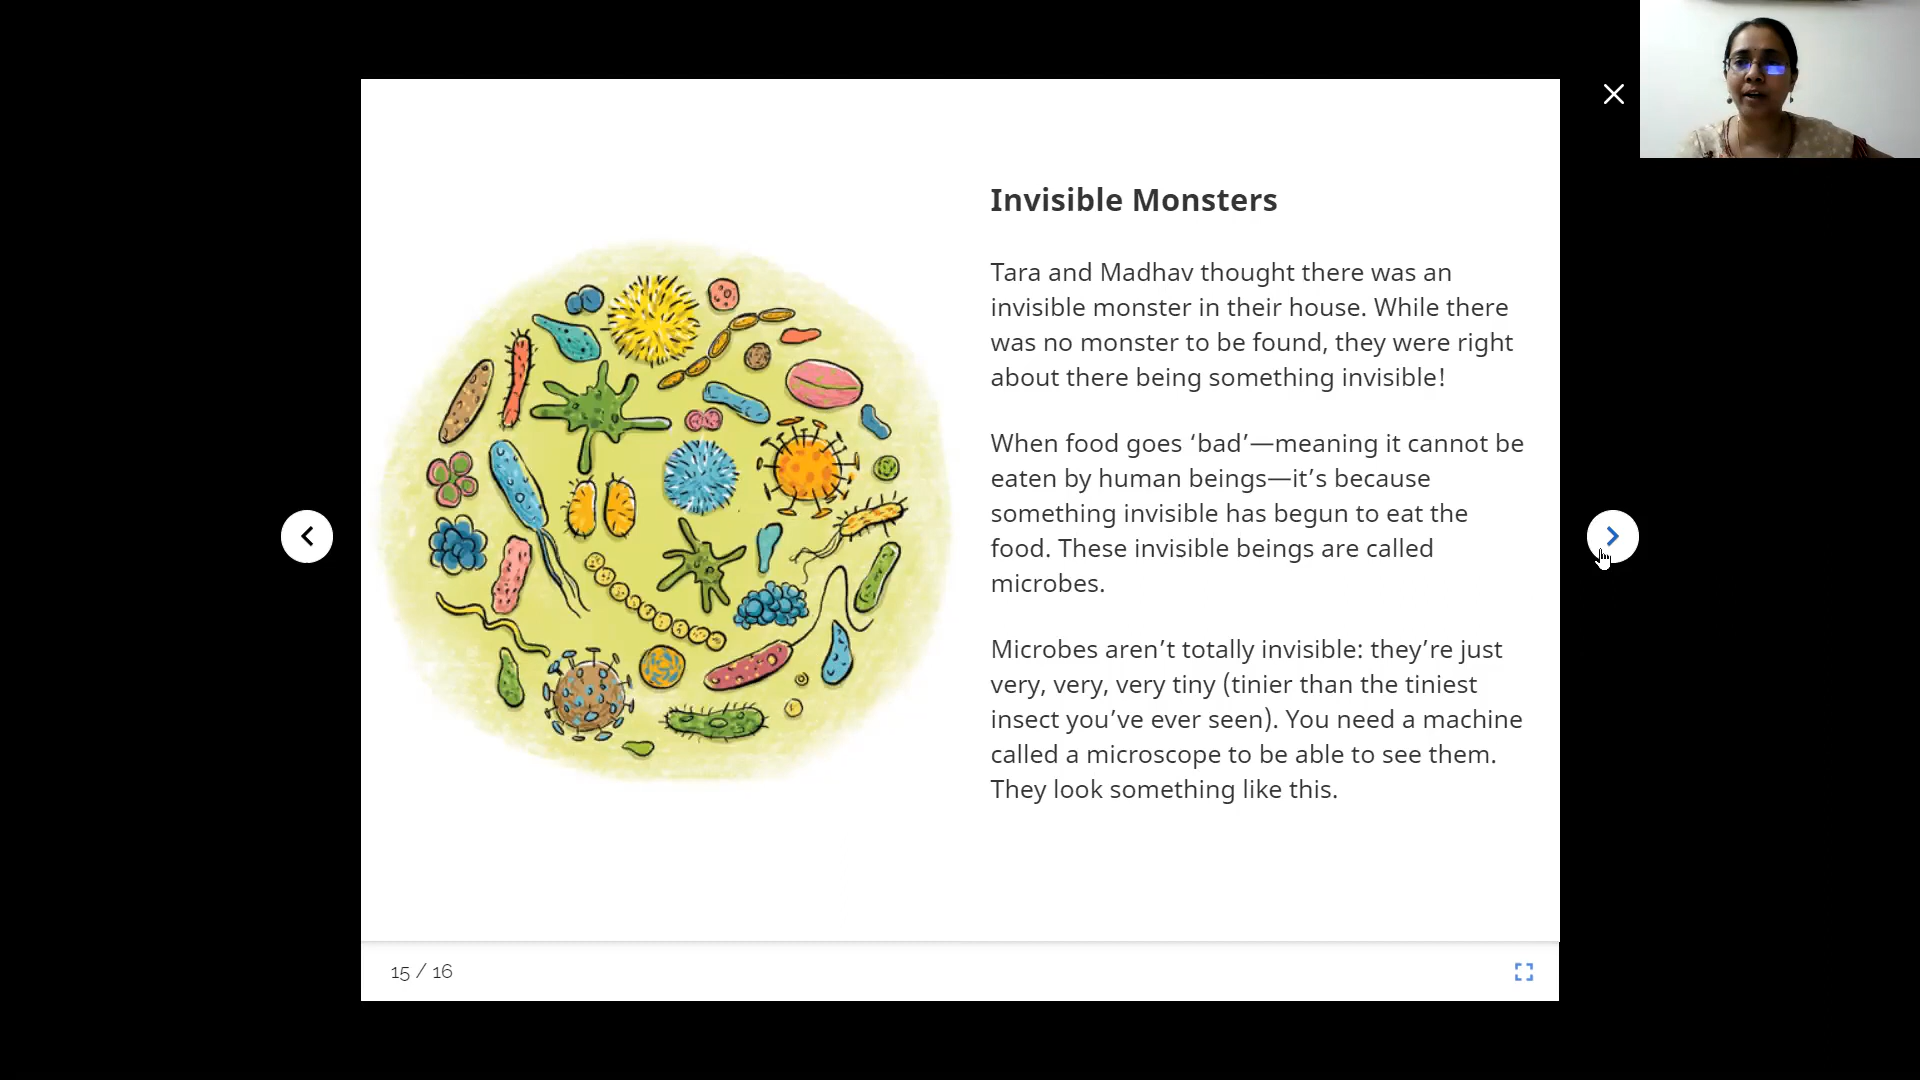 Invisible Monsters
Tara and Madhav thought there was an
invisible monster in their house. While there
was no monster to be found, they were right
about there being something invisible!
When food goes ‘bad’—meaning it cannot be
eaten by human beings—it’s because
something invisible has begun to eat the
food. These invisible beings are called
microbes.
Microbes aren’t totally invisible: they’re just
very, very, very tiny (tinier than the tiniest
insect you’ve ever seen). You need a machine
called a microscope to be able to see them.
They look something like this.
15 / 16